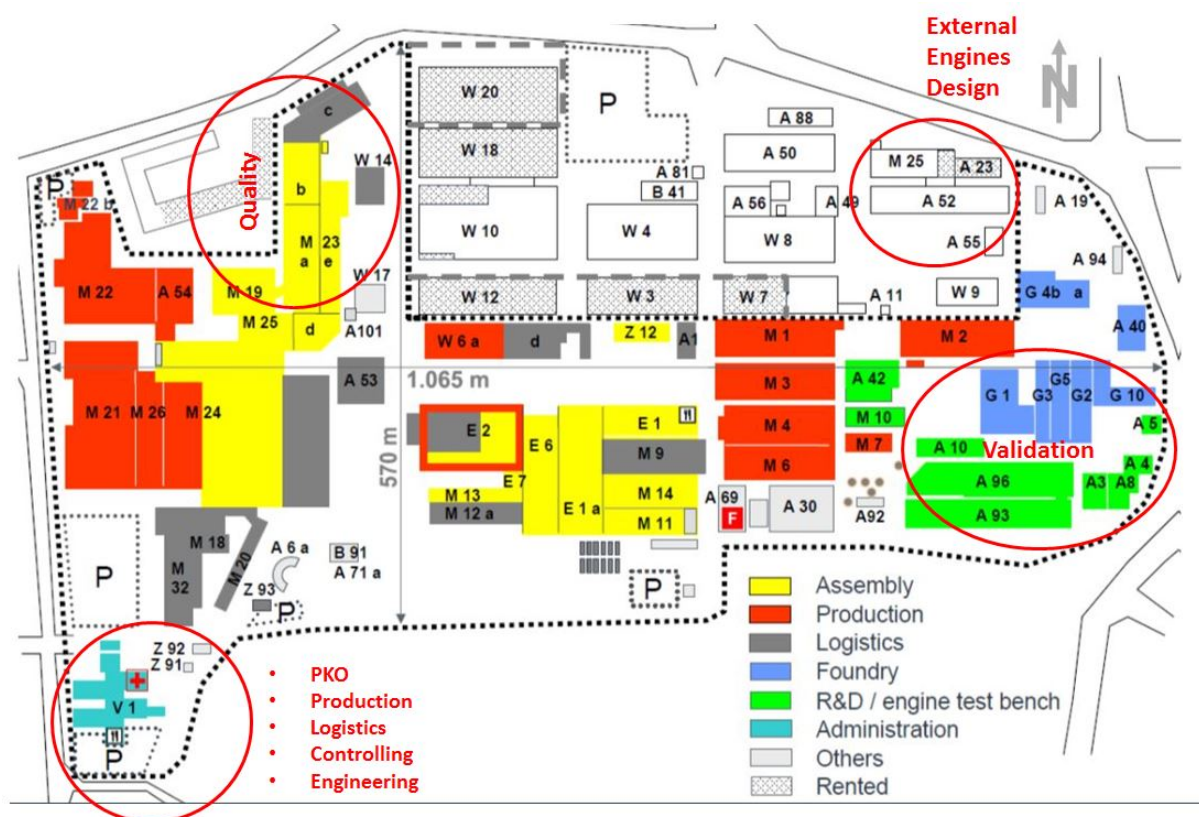 External
Engines
Design
N
W 20
P
c
A 88
W 18
A 50
M 25
A 23
W 14
Quality
b
A 81
B 41
P
M 22 b
A 56
A 49
A 52
A 19
M a
23 e
W 10
W 4
W 8
A 55
A 94
W 17
M 22
A 54
M 19
W 12
W 3
W 7
A 11
W 9
G 4b a
M 25
d
A101
A 40
W 6 a
d
Z 12
A1
M 1
M 2
1.065 m
A 53
M 3
A 42
G 1
G3
G5
G2
G 10
M 21
M 26
M 24
E 2
E 6
E 1
M 4
M 10
A 5
570 m
M 9
M 7
A 10
Validation
M 6
A 4
E 7
A 96
A3
A8
M 13
M 14
M 12 a
E 1 a
M 11
A 69
F
A 30
A92
A 93
M 18
A 6 a
B 91
A 71 a
P
M 32
M 20
Z 93
P
P
Assembly
Production
Logistics
Foundry
R&D / engine test bench
Administration
Others
Rented
Z 92
Z 91
V 1
P
• PKO
• Production
• Logistics
• Controlling
• Engineering